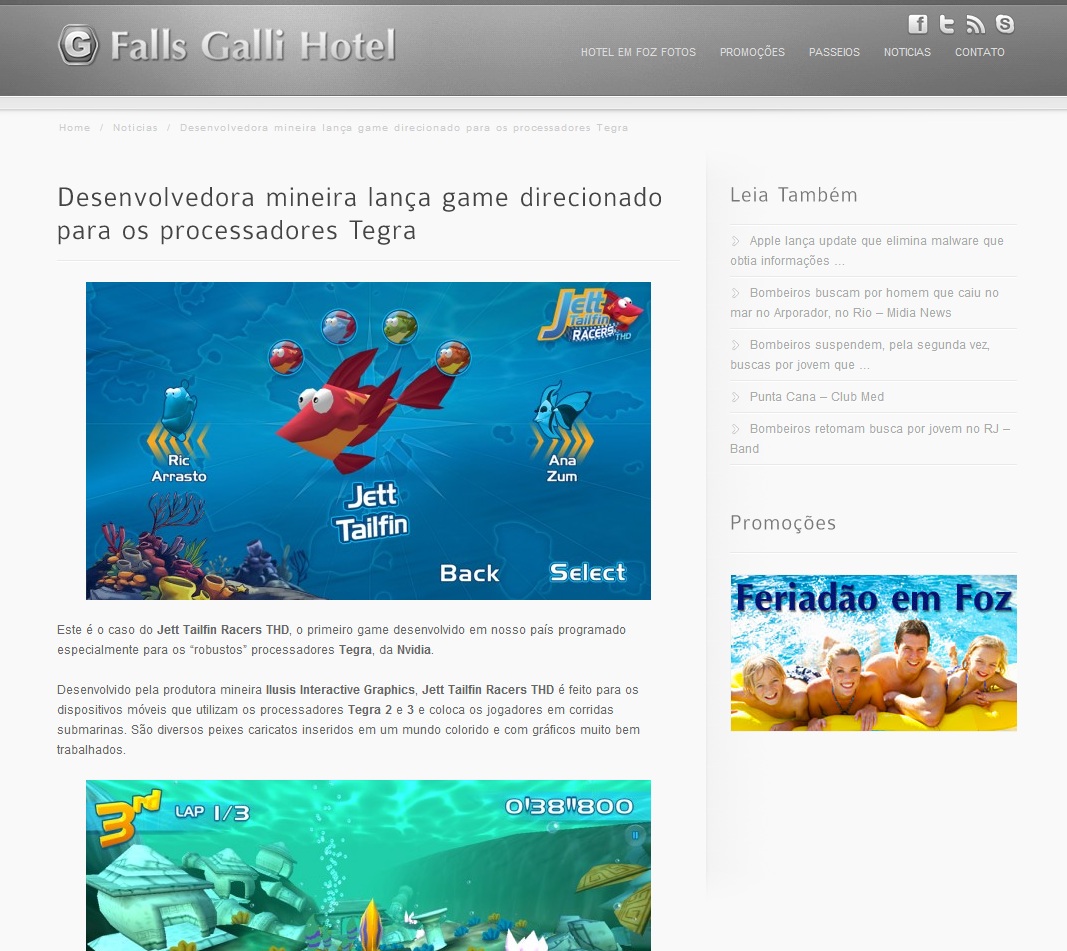 G Falls Galli Hotel
HOTEL EM FOZ FOTOS PROMOÇÕES PASSEIOS NOTICIAS CONTATO
Home / Noticias / Desenvolvedora mineira lança game direcionado para os processadores Tegra
Desenvolvedora mineira lança game direcionado
para os processadores Tegra
Jett
Tailfin
RACERS THD
Ric
Arrasto
Ana
Zum
Jett
Tailfin
Back Select
Este é o caso do Jett Tailfin Racers THD, o primeiro game desenvolvido em nosso país programado
especialmente para os “robustos” processadores Tegra, da Nvidia.
Desenvolvido pela produtora mineira Ilusis Interactive Graphics, Jett Tailfin Racers THD é feito para os
dispositivos móveis que utilizam os processadores Tegra 2 e 3 e coloca os jogadores em corridas
submarinas. São diversos peixes caricatos inseridos em um mundo colorido e com gráficos muito bem
trabalhados.
3rd LAP 1/3 0'38"800
Leia Também
Apple lança update que elimina malware que
obtia informações ...
Bombeiros buscam por homem que caiu no
mar no Arporador, no Rio – Midia News
Bombeiros suspendem, pela segunda vez,
buscas por jovem que ...
Punta Cana – Club Med
Bombeiros retomam busca por jovem no RJ –
Band
Promoções
Feriadão em Foz